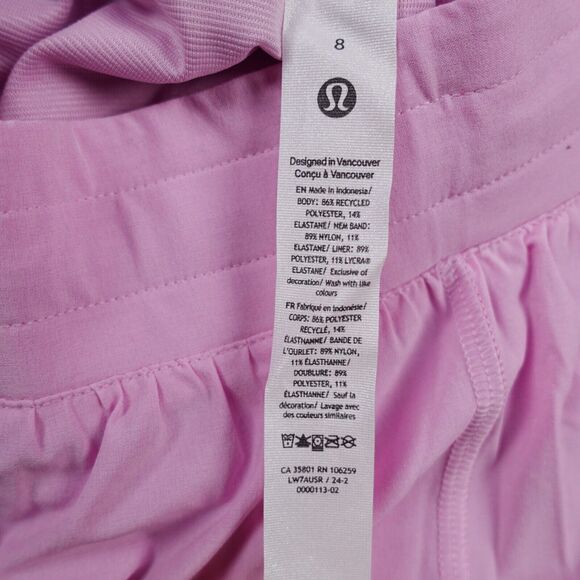 8
Designed in Vancouver
Conçu à Vancouver
EN Made in Indonesia/
BODY: 86% RECYCLED
POLYESTER, 14%
ELASTANE/ HEM BAND:
89% NYLON, 11%
ELASTANE/ LINER: 89%
POLYESTER, 11% LYCRA®
ELASTANE/ Exclusive of
decoration/ Wash with like
colours
FR Fabriqué en Indonésie/
CORPS: 86% POLYESTER
RECYCLÉ, 14%
ÉLASTHANNE/ BANDE DE
L'OURLET: 89% NYLON,
11% ÉLASTHANNE/
DOUBLURE: 89%
POLYESTER, 11%
ÉLASTHANNE/ Sauf la
décoration/ Lavage avec
des couleurs similaires
CA 35801 RN 106259
LW7AUSR / 24-2
0000113-02